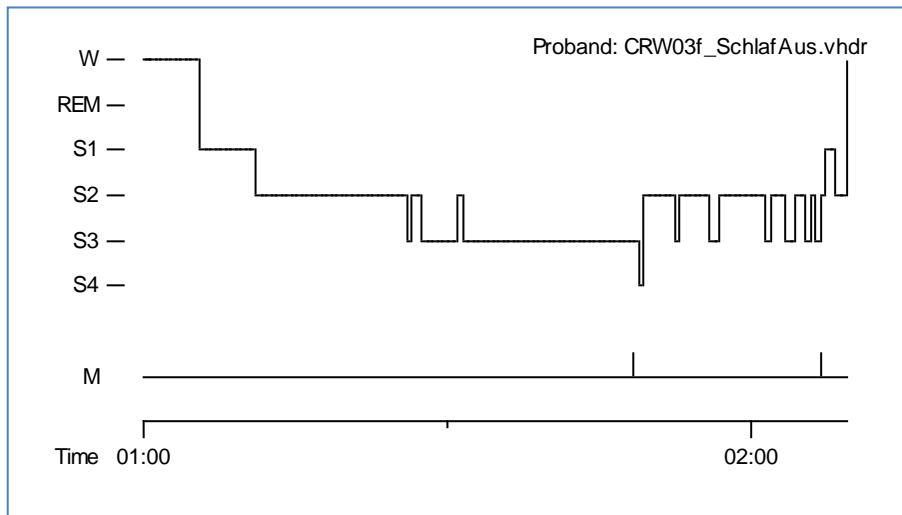 Proband: CRW03f_SchlafAus.vhdr
W
REM
S1
S2
S3
S4
M
Time 01:00 02:00